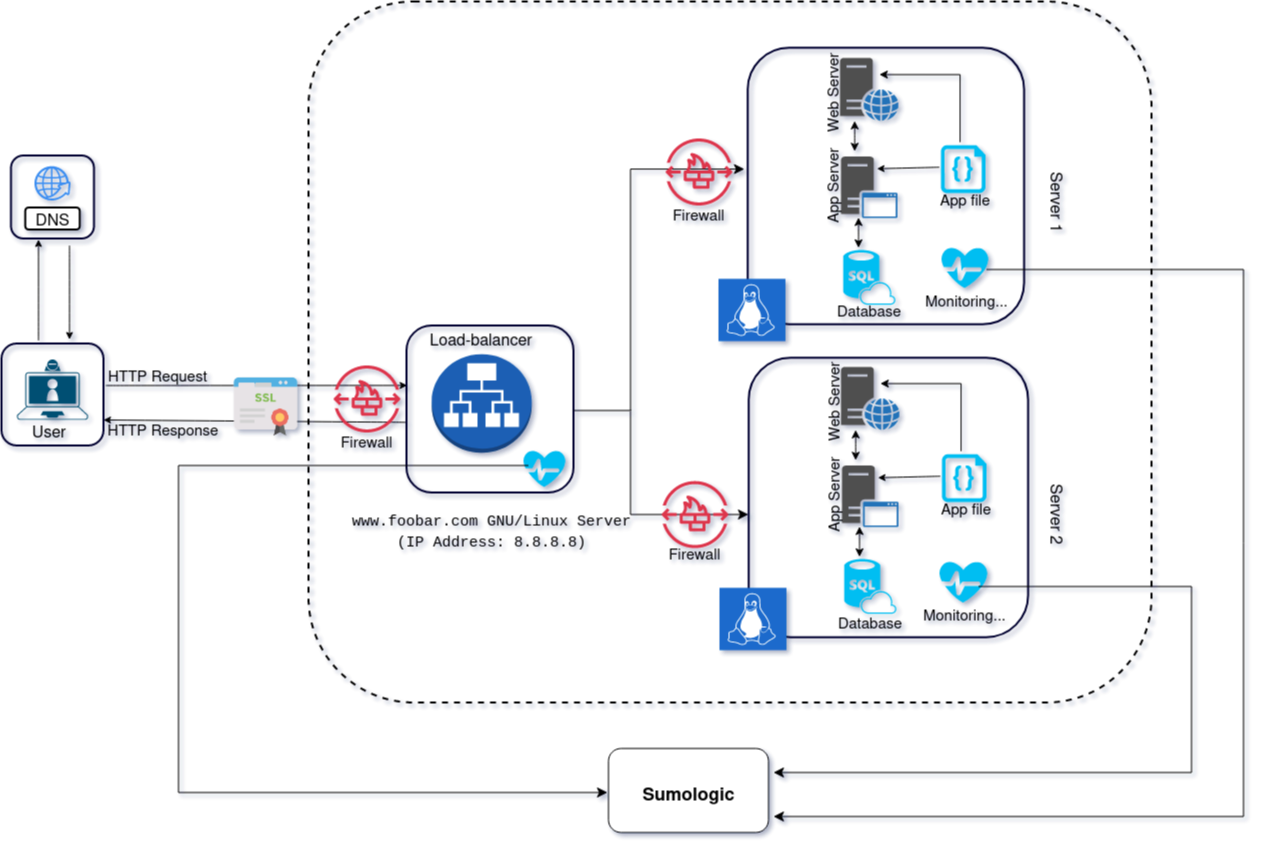 DNS
User
HTTP Request
HTTP Response
SSL
Firewall
Load-balancer
www.foobar.com GNU/Linux Server
(IP Address: 8.8.8.8)
Firewall
Web Server
App Server
App file
SQL
Database
Monitoring...
Server 1
Firewall
Web Server
App Server
App file
SQL
Database
Monitoring...
Server 2
Sumologic